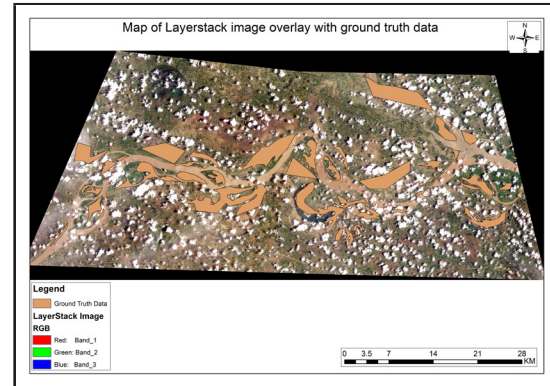 Map of Layerstack image overlay with ground truth data
N
W E
S
Legend
Ground Truth Data
LayerStack Image
RGB
Red: Band_1
Green: Band_2
Blue: Band_3
0 3.5 7 14 21 28
KM